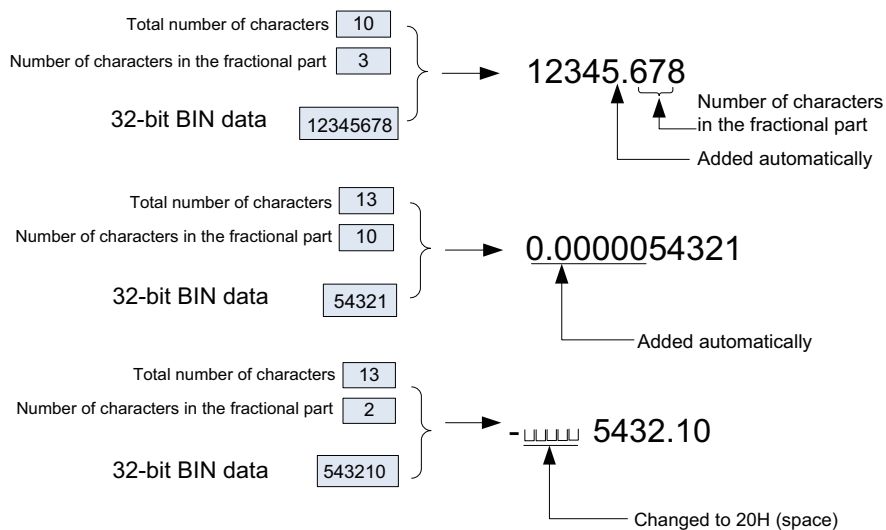 Total number of characters 10
Number of characters in the fractional part 3
32-bit BIN data 12345678
12345.678
Number of characters
in the fractional part
Added automatically
Total number of characters 13
Number of characters in the fractional part 10
32-bit BIN data 54321
0.0000054321
Added automatically
Total number of characters 13
Number of characters in the fractional part 2
32-bit BIN data 543210
-␣␣␣␣ 5432.10
Changed to 20H (space)